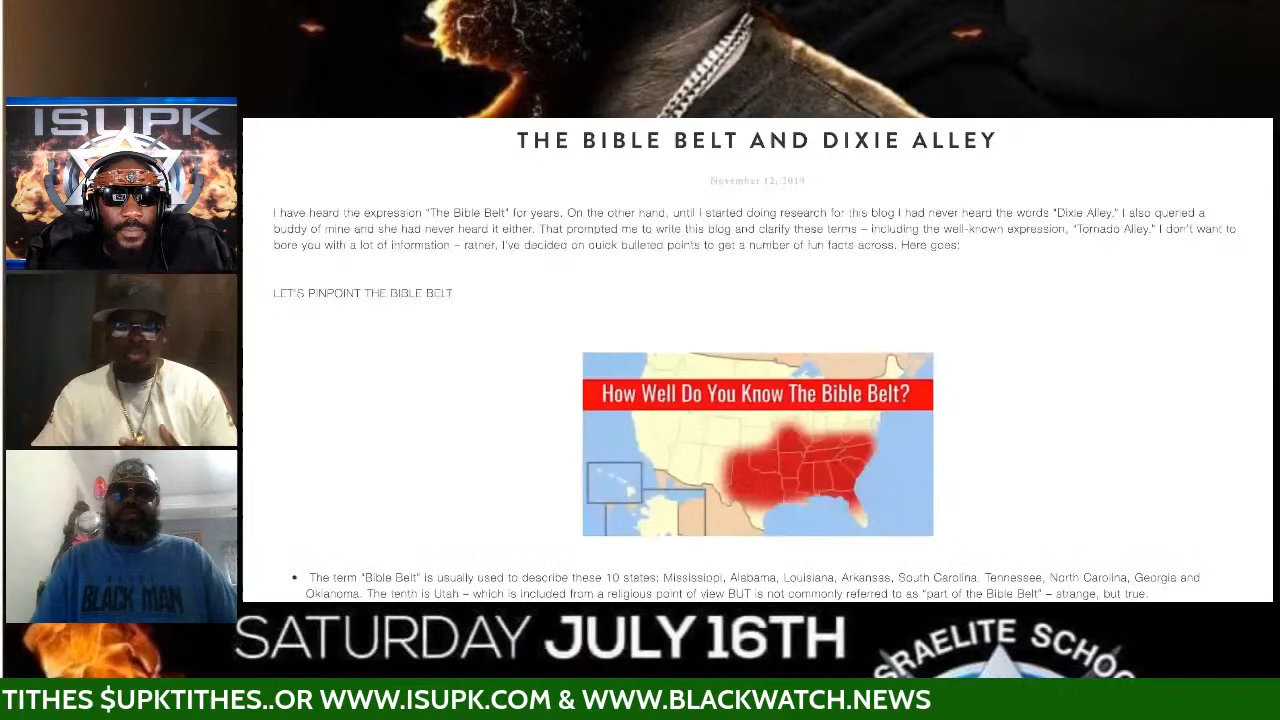 ISUPK
THE BIBLE BELT AND DIXIE ALLEY
November 12, 2019
I have heard the expression "The Bible Belt" for years. On the other hand, until I started doing research for this blog I had never heard the words "Dixie Alley." I also queried a
buddy of mine and she had never heard it either. That prompted me to write this blog and clarify these terms – including the well-known expression, "Tornado Alley." I don't want to
bore you with a lot of information – rather, I've decided on quick bulleted points to get a number of fun facts across. Here goes:
LET'S PINPOINT THE BIBLE BELT
How Well Do You Know The Bible Belt?
• The term "Bible Belt" is usually used to describe these 10 states: Mississippi, Alabama, Louisiana, Arkansas, South Carolina, Tennessee, North Carolina, Georgia and
Oklahoma. The tenth is Utah – which is included from a religious point of view BUT is not commonly referred to as "part of the Bible Belt" – strange, but true.
BLACK MAN
SATURDAY JULY 16TH
SRAELITE SCHOO
TITHES $UPKTITHES..OR WWW.ISUPK.COM & WWW.BLACKWATCH.NEWS